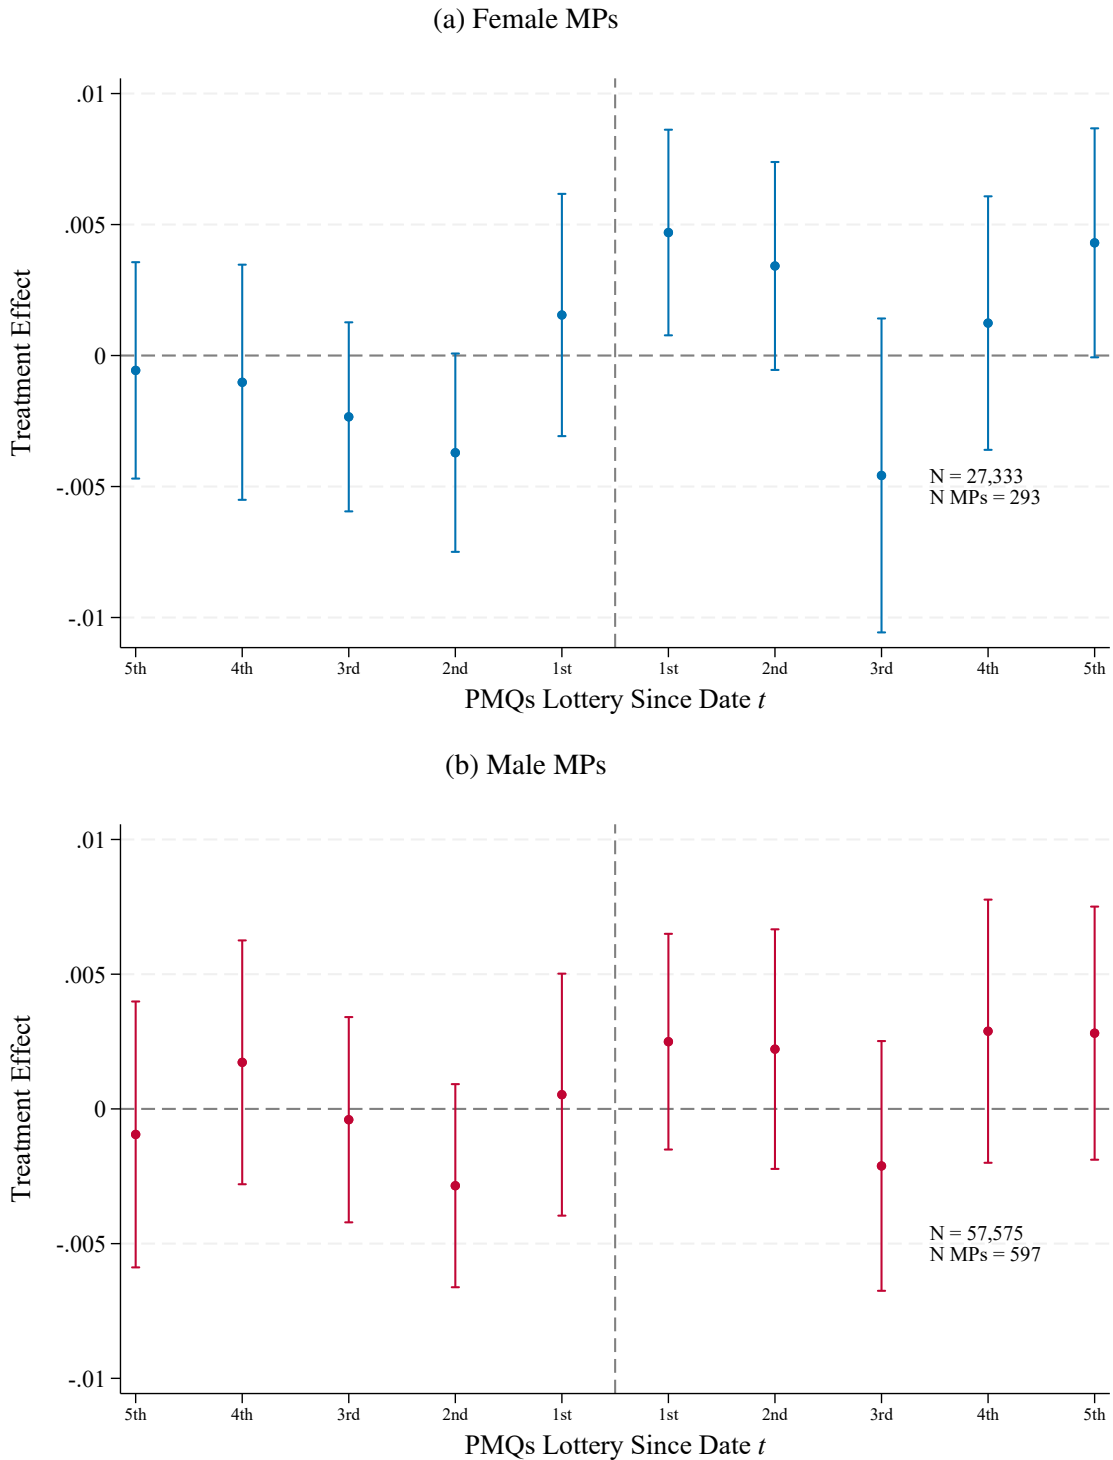 (a) Female MPs
.01
.005
0
-.005
-.01
Treatment Effect
N = 27,333
N MPs = 293
5th 4th 3rd 2nd 1st 1st 2nd 3rd 4th 5th
PMQs Lottery Since Date t
(b) Male MPs
.01
.005
0
-.005
-.01
Treatment Effect
N = 57,575
N MPs = 597
5th 4th 3rd 2nd 1st 1st 2nd 3rd 4th 5th
PMQs Lottery Since Date t